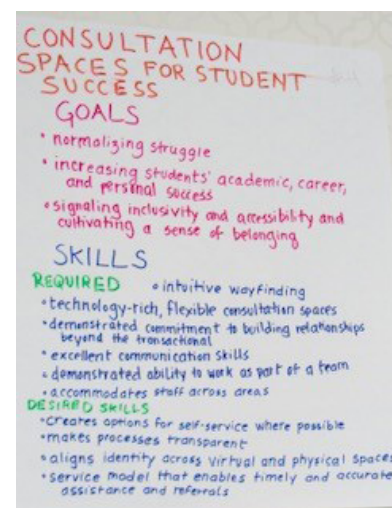 CONSULTATION
SPACES FOR STUDENT
SUCCESS
GOALS
• normalizing struggle
• increasing students' academic, career,
and personal success
• signaling inclusivity and accessibility and
cultivating a sense of belonging
SKILLS
REQUIRED • intuitive wayfinding
• technology-rich, flexible consultation spaces
• demonstrated commitment to building relationships
beyond the transactional
• excellent communication skills
• demonstrated ability to work as part of a team
• accommodates staff across areas
DESIRED SKILLS
• creates options for self-service where possible
• makes processes transparent
• aligns identity across virtual and physical spaces
• service model that enables timely and accurate
assistance and referrals